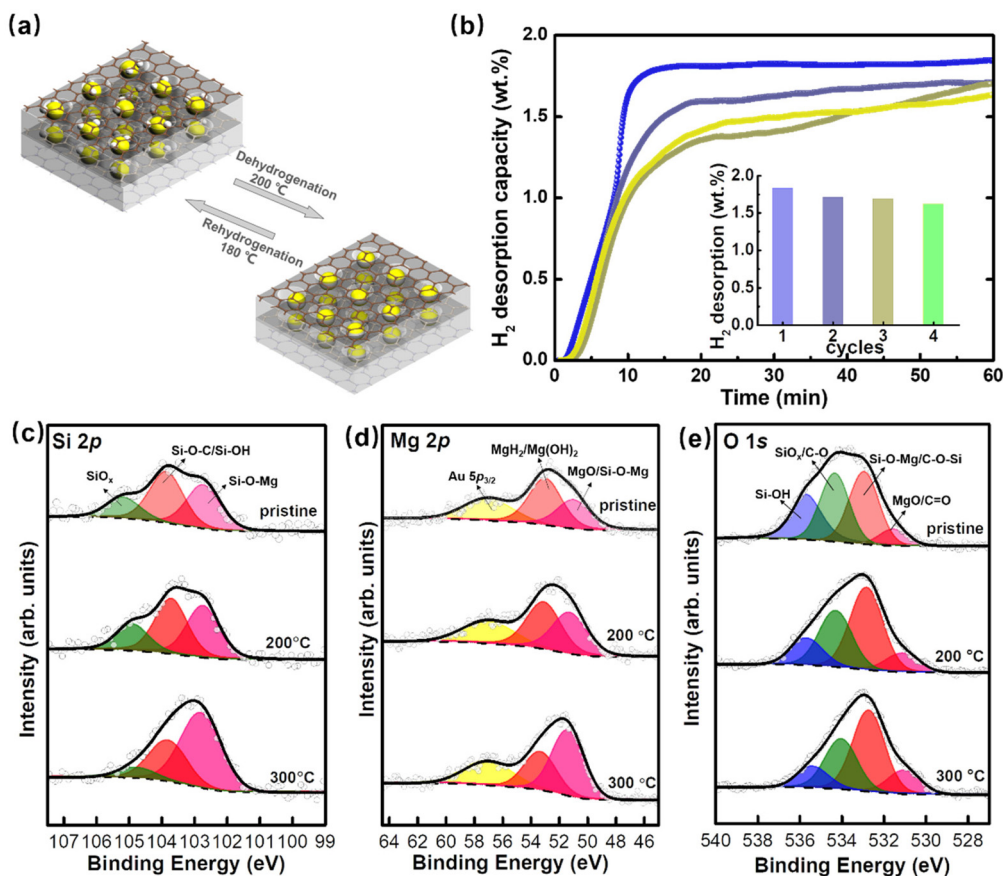 (a)
Dehydrogenation
200 ℃
Rehydrogenation
180 ℃
(b)
H2 desorption capacity (wt.%)
2.0
1.5
1.0
0.5
0.0
0 10 20 30 40 50 60
Time (min)
H2 desorption (wt.%)
2.0
1.5
1.0
0.5
0.0
1 2 3 4
cycles
(c)
Si 2p
Si-O-C/Si-OH
SiOx
Si-O-Mg
pristine
200°C
300°C
Intensity (arb. units)
107 106 105 104 103 102 101 100 99
Binding Energy (eV)
(d)
Mg 2p
MgH2/Mg(OH)2
Au 5p3/2
MgO/Si-O-Mg
pristine
200 °C
300 °C
Intensity (arb. units)
64 62 60 58 56 54 52 50 48 46
Binding Energy (eV)
(e)
O 1s
SiOx/C-O
Si-O-Mg/C-O-Si
Si-OH
MgO/C=O
pristine
200 °C
300 °C
Intensity (arb. units)
540 538 536 534 532 530 528
Binding Energy (eV)